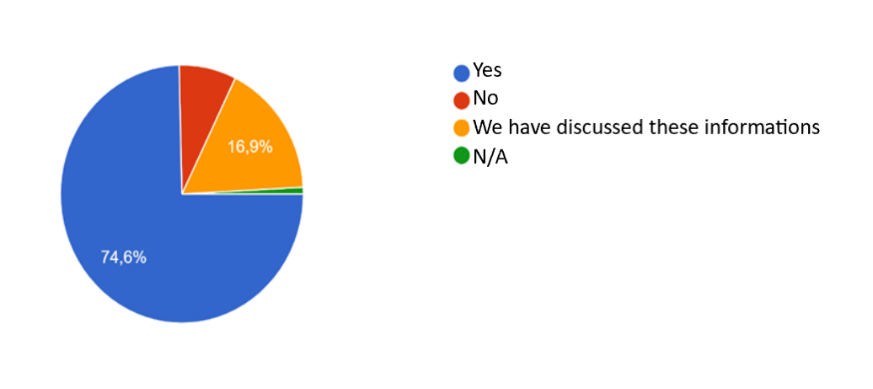 Yes
No
We have discussed these informations
N/A
16,9%
74,6%